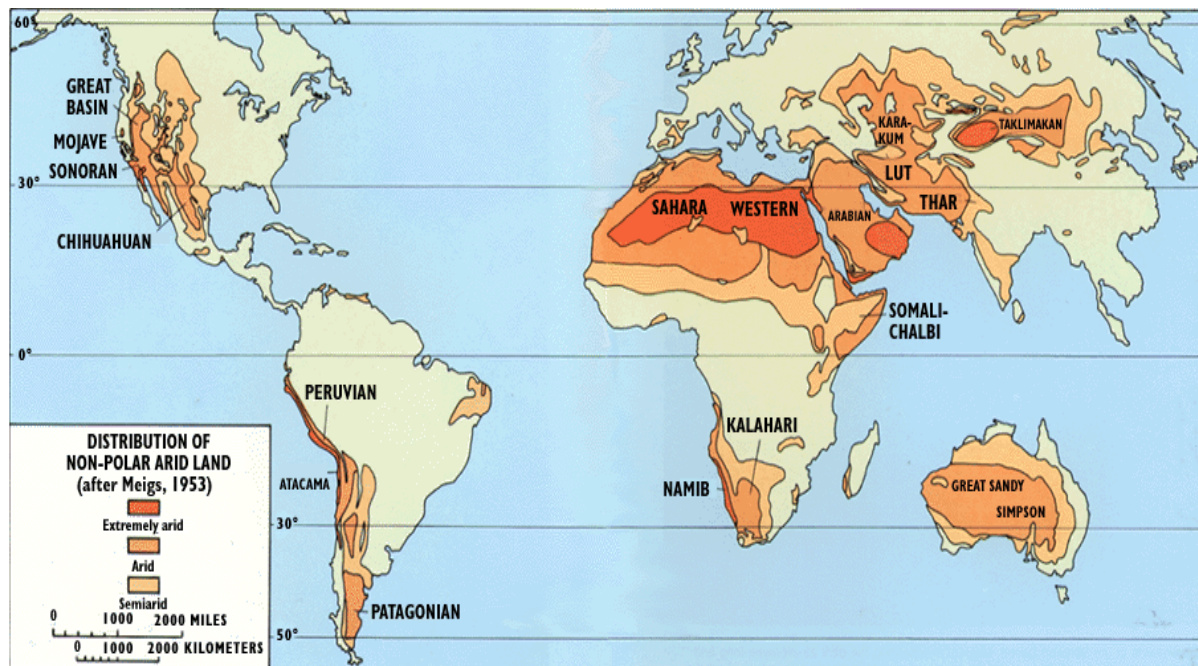 60°
GREAT
BASIN
MOJAVE
SONORAN
30°
CHIHUAHUAN
KARA-
KUM
TAKLIMAKAN
LUT
THAR
SAHARA
WESTERN
ARABIAN
SOMALI-
CHALBI
0°
PERUVIAN
KALAHARI
ATACAMA
NAMIB
GREAT SANDY
SIMPSON
30°
PATAGONIAN
50°
DISTRIBUTION OF
NON-POLAR ARID LAND
(after Meigs, 1953)
Extremely arid
Arid
Semiarid
0 1000 2000 MILES
0 1000 2000 KILOMETERS